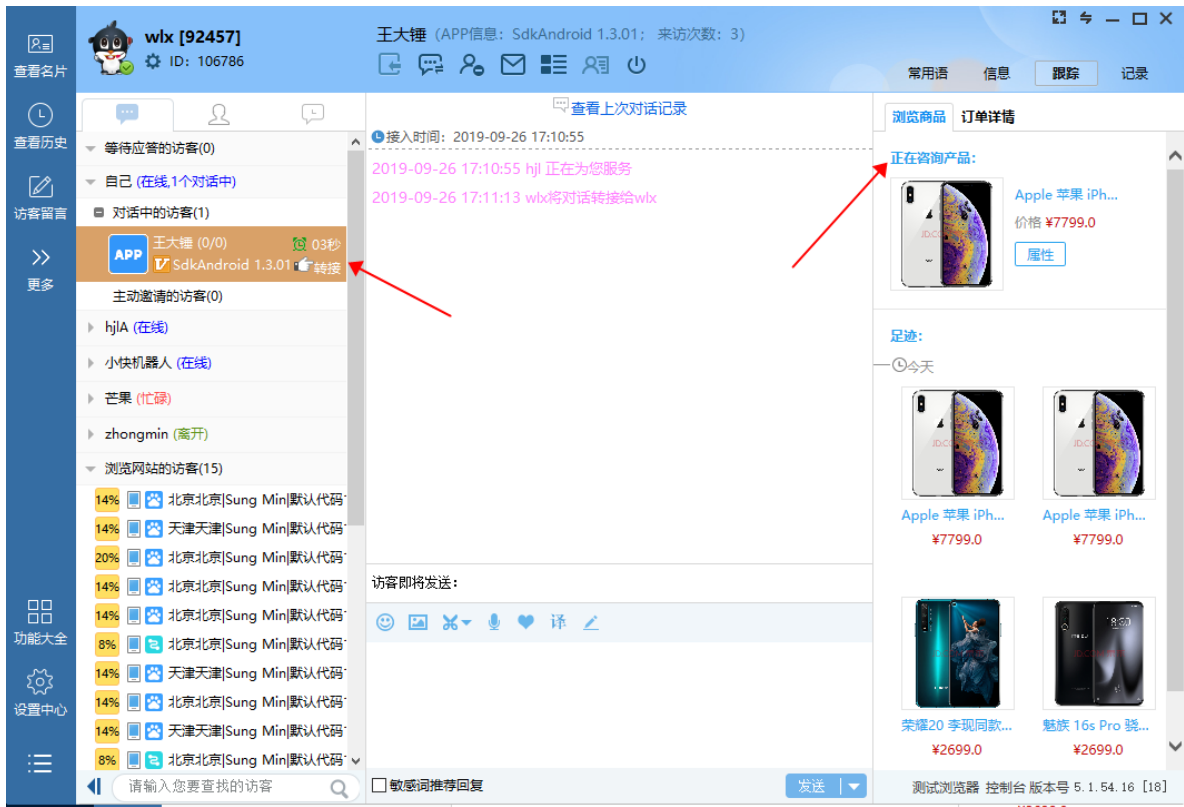 查看名片
查看历史
访客留言
更多
功能大全
设置中心
wlx [92457]
ID: 106786
王大锤 (APP信息: SdkAndroid 1.3.01; 来访次数: 3)
常用语 信息 跟踪 记录
等待应答的访客(0)
自己 (在线,1个对话中)
对话中的访客(1)
APP 王大锤 (0/0) 03秒
SdkAndroid 1.3.01 转接
主动邀请的访客(0)
hjlA (在线)
小快机器人 (在线)
芒果 (忙碌)
zhongmin (离开)
浏览网站的访客(15)
14% 北京北京|Sung Min|默认代码
14% 天津天津|Sung Min|默认代码
20% 北京北京|Sung Min|默认代码
14% 北京北京|Sung Min|默认代码
14% 北京北京|Sung Min|默认代码
8% 北京北京|Sung Min|默认代码
14% 天津天津|Sung Min|默认代码
14% 北京北京|Sung Min|默认代码
14% 天津天津|Sung Min|默认代码
8% 北京北京|Sung Min|默认代码
请输入您要查找的访客
查看上次对话记录
接入时间: 2019-09-26 17:10:55
2019-09-26 17:10:55 hjl 正在为您服务
2019-09-26 17:11:13 wlx将对话转接给wlx
访客即将发送:
译
敏感词推荐回复
发送
浏览商品 订单详情
正在咨询产品:
Apple 苹果 iPh...
价格 ¥7799.0
属性
足迹:
今天
Apple 苹果 iPh... Apple 苹果 iPh...
¥7799.0 ¥7799.0
荣耀20 李现同款... 魅族 16s Pro 骁...
¥2699.0 ¥2699.0
测试浏览器 控制台 版本号 5.1.54.16 [18]